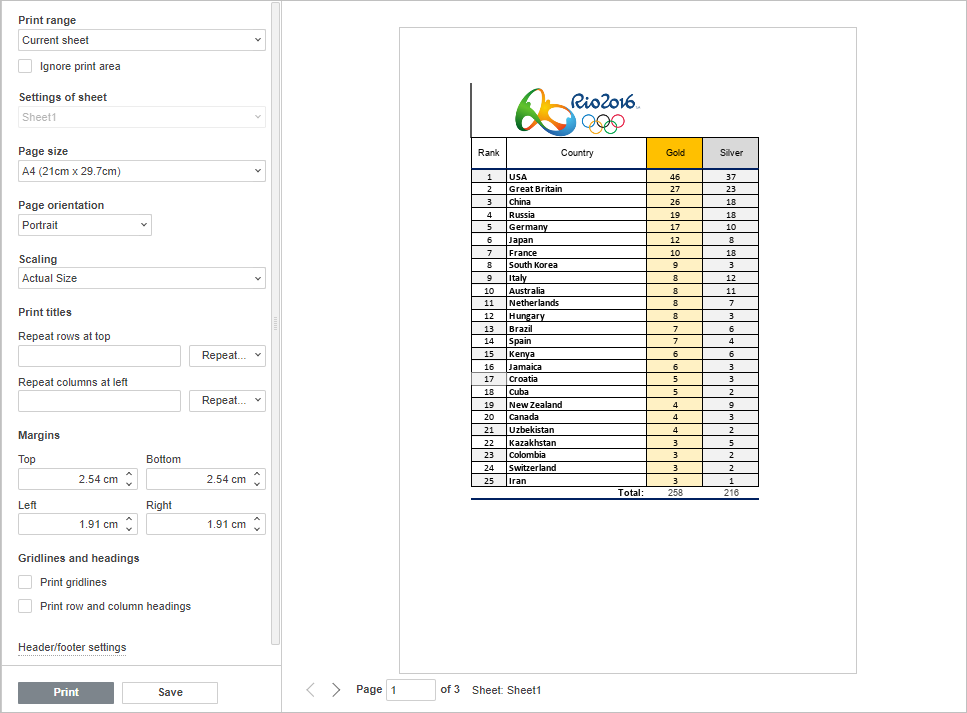 Print range
Current sheet
Ignore print area
Settings of sheet
Sheet1
Page size
A4 (21cm x 29.7cm)
Page orientation
Portrait
Scaling
Actual Size
Print titles
Repeat rows at top
Repeat...
Repeat columns at left
Repeat...
Margins
Top Bottom
2.54 cm 2.54 cm
Left Right
1.91 cm 1.91 cm
Gridlines and headings
Print gridlines
Print row and column headings
Header/footer settings
Print Save
Rio2016
Rank Country Gold Silver
1 USA 46 37
2 Great Britain 27 23
3 China 26 18
4 Russia 19 18
5 Germany 17 10
6 Japan 12 8
7 France 10 18
8 South Korea 9 3
9 Italy 8 12
10 Australia 8 11
11 Netherlands 8 7
12 Hungary 8 3
13 Brazil 7 6
14 Spain 7 4
15 Kenya 6 6
16 Jamaica 6 3
17 Croatia 5 3
18 Cuba 5 2
19 New Zealand 4 9
20 Canada 4 3
21 Uzbekistan 4 2
22 Kazakhstan 3 5
23 Colombia 3 2
24 Switzerland 3 2
25 Iran 3 1
Total: 258 216
Page 1 of 3 Sheet: Sheet1